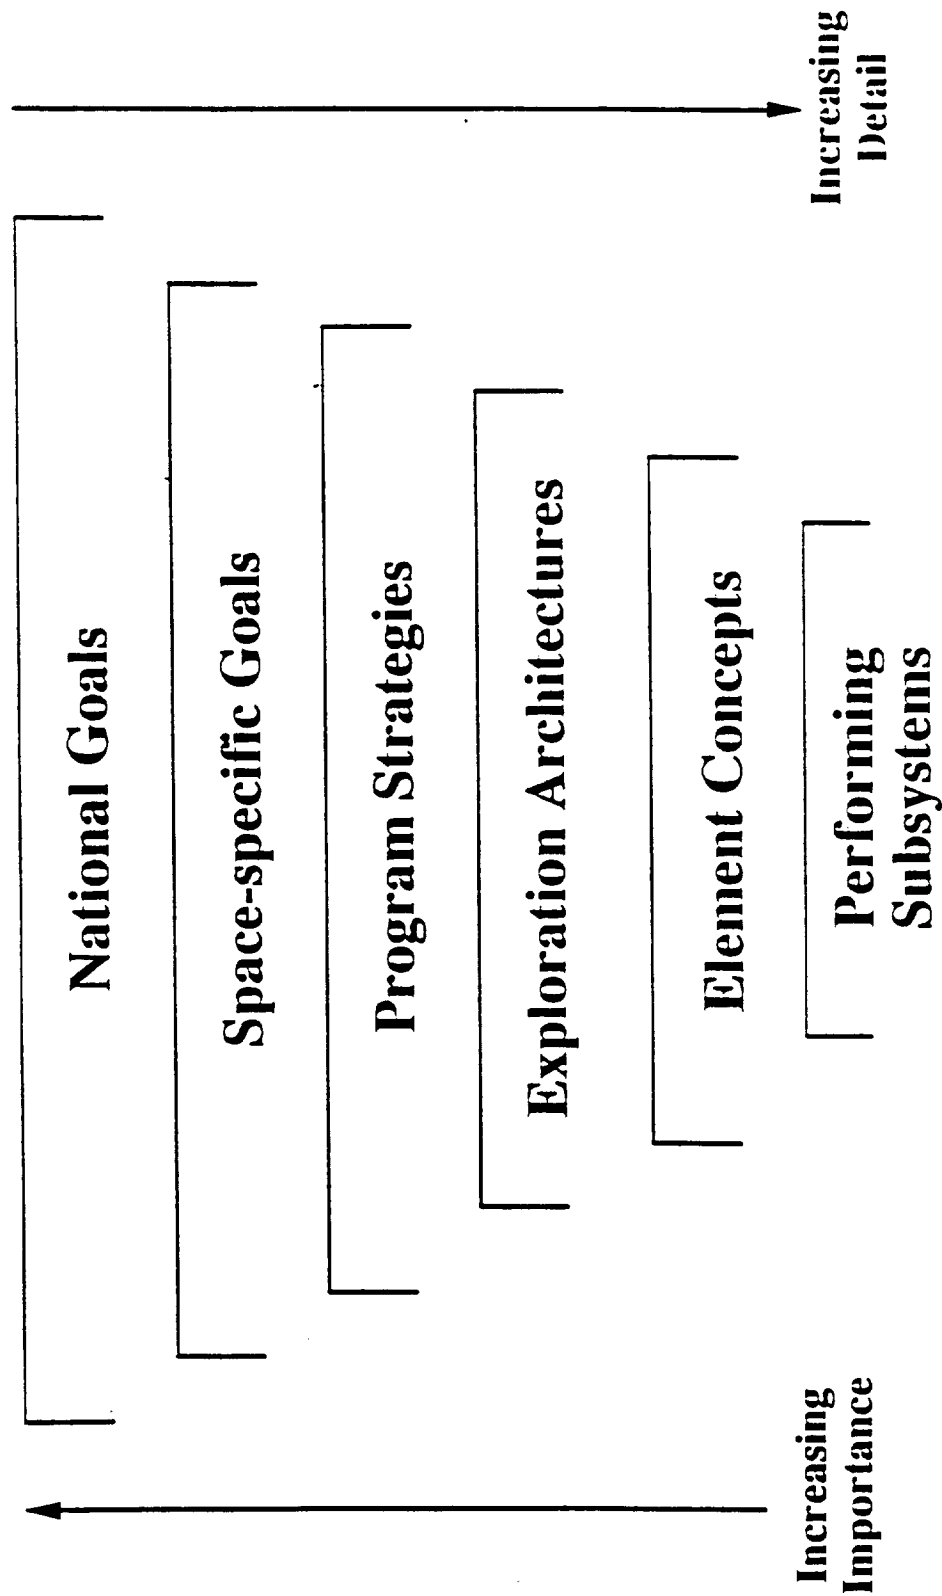 National Goals
Space-specific Goals
Program Strategies
Exploration Architectures
Element Concepts
Performing
Subsystems
Increasing
Importance
Increasing
Detail